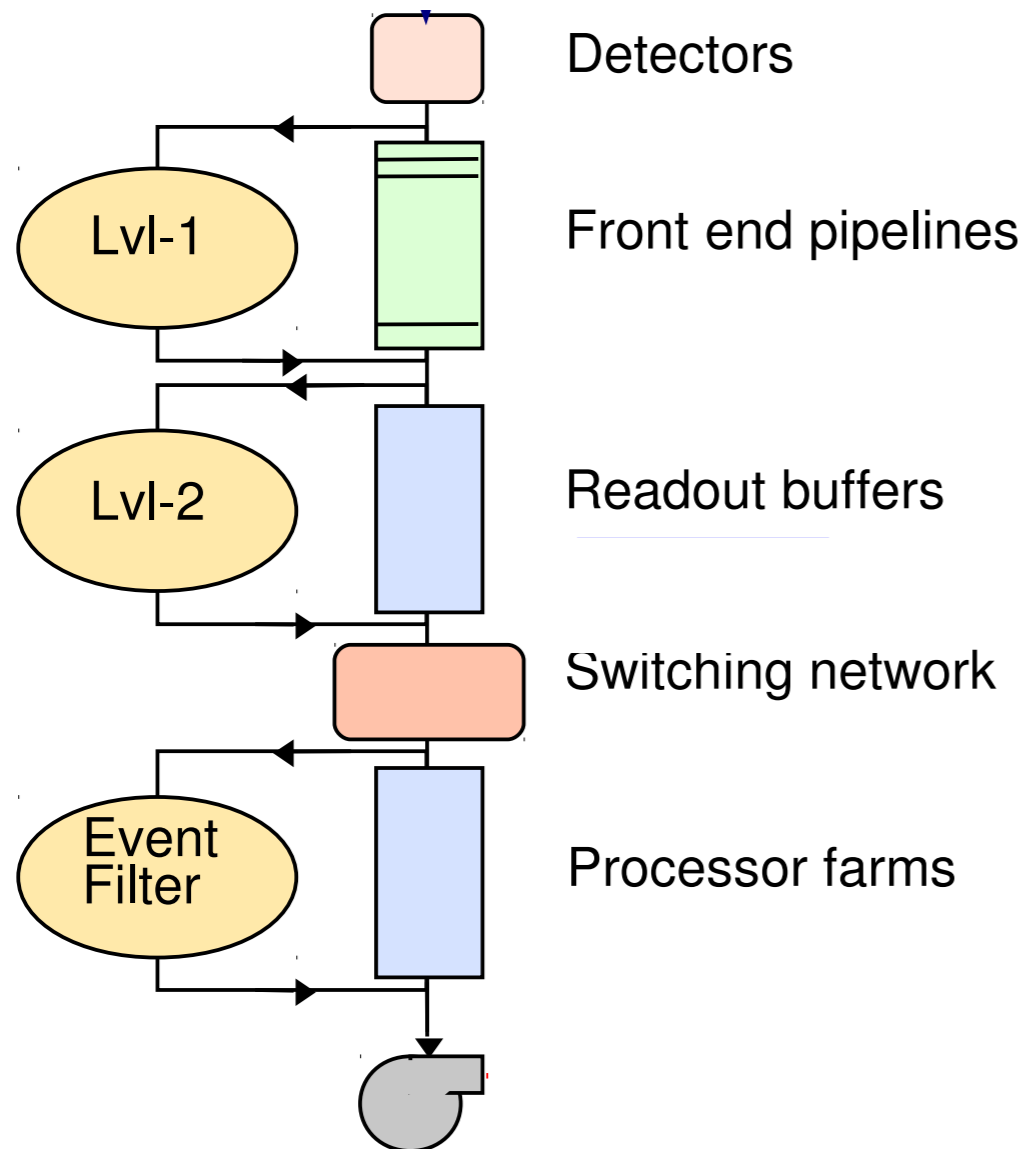 Detectors
Lvl-1
Front end pipelines
Lvl-2
Readout buffers
Switching network
Event
Filter
Processor farms